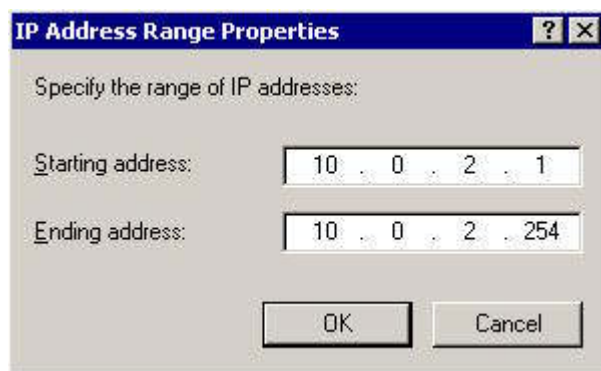 IP Address Range Properties
Specify the range of IP addresses:
Starting address: 10 . 0 . 2 . 1
Ending address: 10 . 0 . 2 . 254
OK Cancel